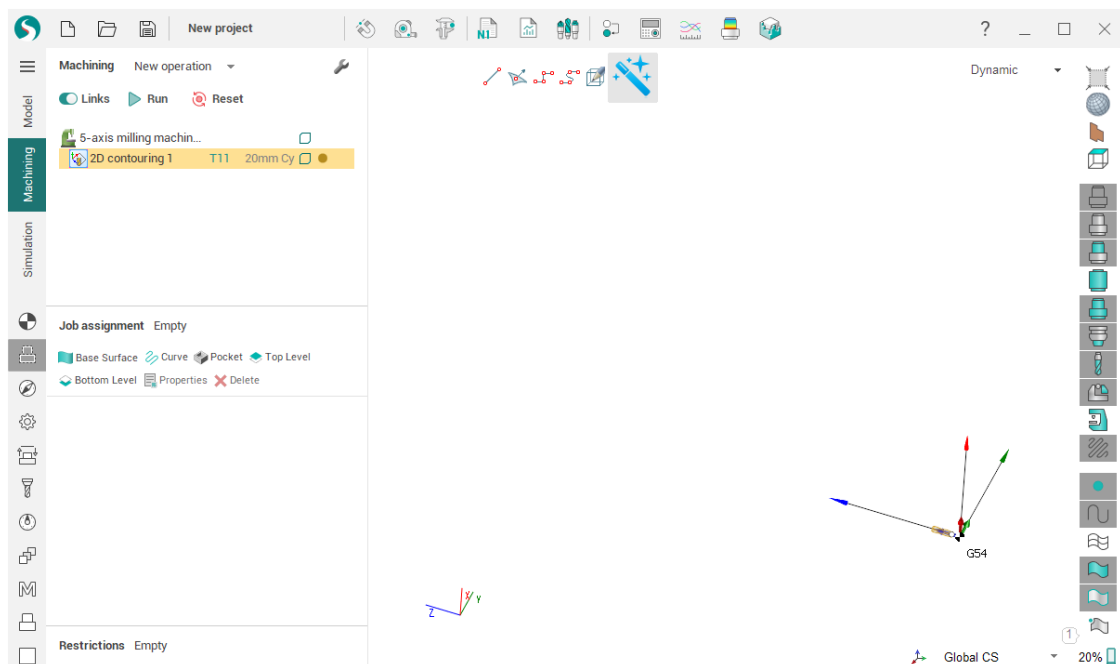 New project
N1
?
Machining New operation
Dynamic
Links Run Reset
Model
5-axis milling machin...
2D contouring 1 T11 20mm Cy
Machining
Simulation
Job assignment Empty
Base Surface Curve Pocket Top Level
Bottom Level Properties Delete
G54
X
Y
Z
M
1
Restrictions Empty
Global CS 20%